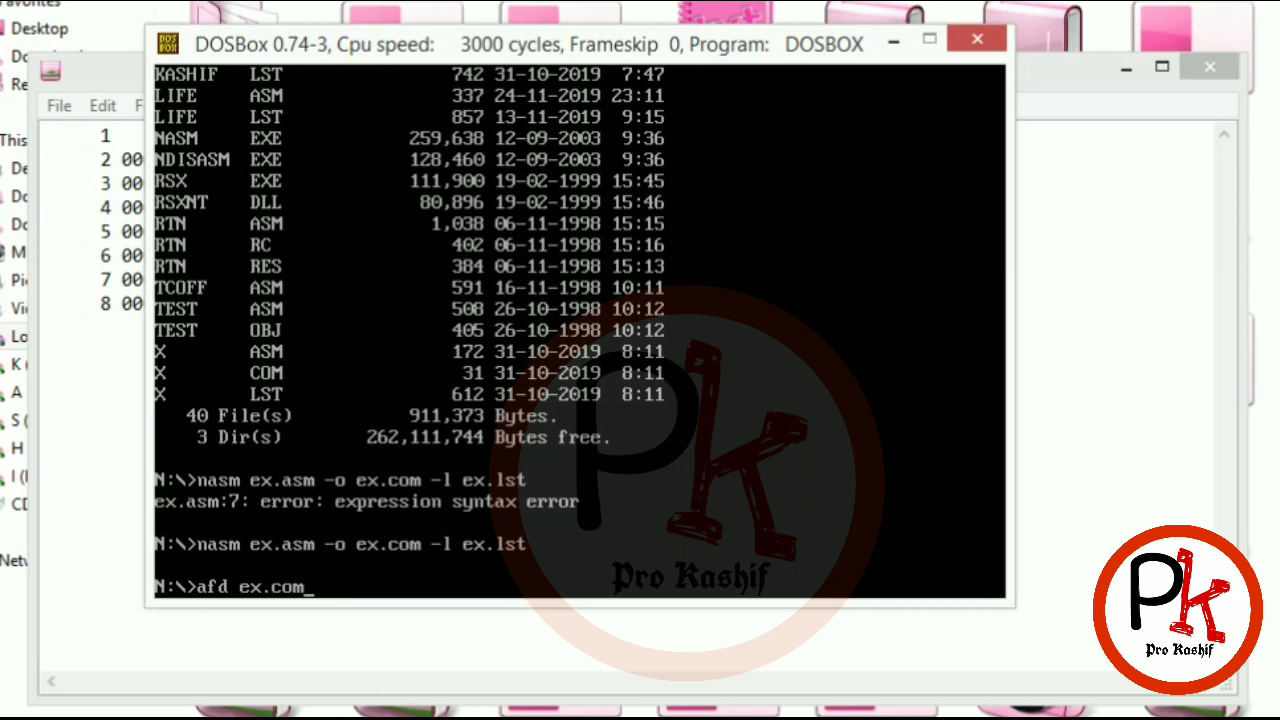 Favorites
Desktop
DOSBox 0.74-3, Cpu speed: 3000 cycles, Frameskip 0, Program: DOSBOX
File Edit F
This
1
2 00
3 00
4 00
5 00
6 00
7 00
8 00
KASHIF LST 742 31-10-2019 7:47
LIFE ASM 337 24-11-2019 23:11
LIFE LST 857 13-11-2019 9:15
NASM EXE 259,638 12-09-2003 9:36
NDISASM EXE 128,460 12-09-2003 9:36
RSX EXE 111,900 19-02-1999 15:45
RSXNT DLL 80,896 19-02-1999 15:46
RTN ASM 1,038 06-11-1998 15:15
RTN RC 402 06-11-1998 15:16
RTN RES 384 06-11-1998 15:13
TCOFF ASM 591 16-11-1998 10:11
TEST ASM 508 26-10-1998 10:12
TEST OBJ 405 26-10-1998 10:12
X ASM 172 31-10-2019 8:11
X COM 31 31-10-2019 8:11
X LST 612 31-10-2019 8:11
40 File(s) 911,373 Bytes.
3 Dir(s) 262,111,744 Bytes free.
N:\>nasm ex.asm -o ex.com -l ex.lst
ex.asm:7: error: expression syntax error
N:\>nasm ex.asm -o ex.com -l ex.lst
N:\>afd ex.com_
Pk
Pro Kashif
Pk
Pro Kashif